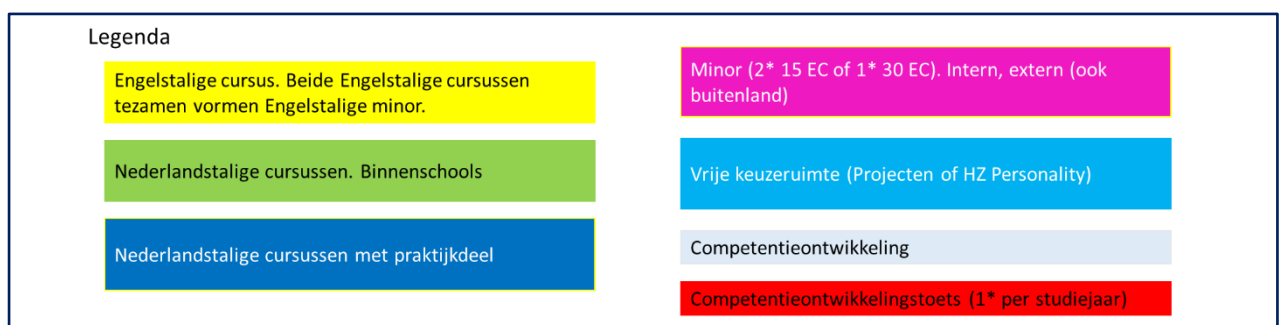 Legenda
Engelstalige cursus. Beide Engelstalige cursussen
tezamen vormen Engelstalige minor.
Nederlandstalige cursussen. Binnenschools
Nederlandstalige cursussen met praktijkdeel
Minor (2* 15 EC of 1* 30 EC). Intern, extern (ook
buitenland)
Vrije keuzeruimte (Projecten of HZ Personality)
Competentieontwikkeling
Competentieontwikkelingstoets (1* per studiejaar)